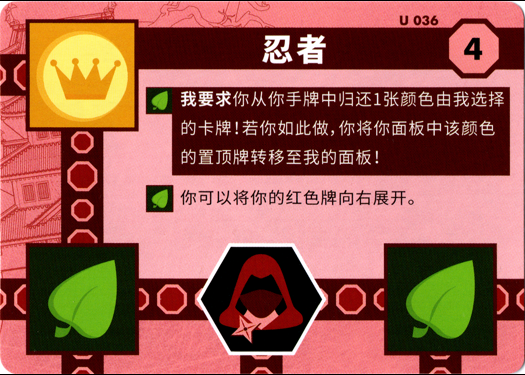 U 036
忍者
4
我要求你从你手牌中归还1张颜色由我选择
的卡牌!若你如此做,你将你面板中该颜色
的置顶牌转移至我的面板!
你可以将你的红色牌向右展开。